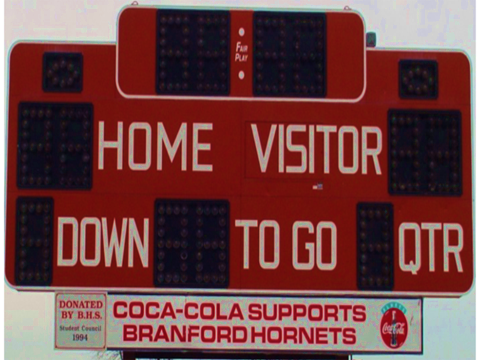 FAIR
PLAY
HOME VISITOR
DOWN TO GO QTR
DONATED
BY B.H.S.
Student Council
1994
COCA-COLA SUPPORTS
BRANFORD HORNETS
Coca-Cola